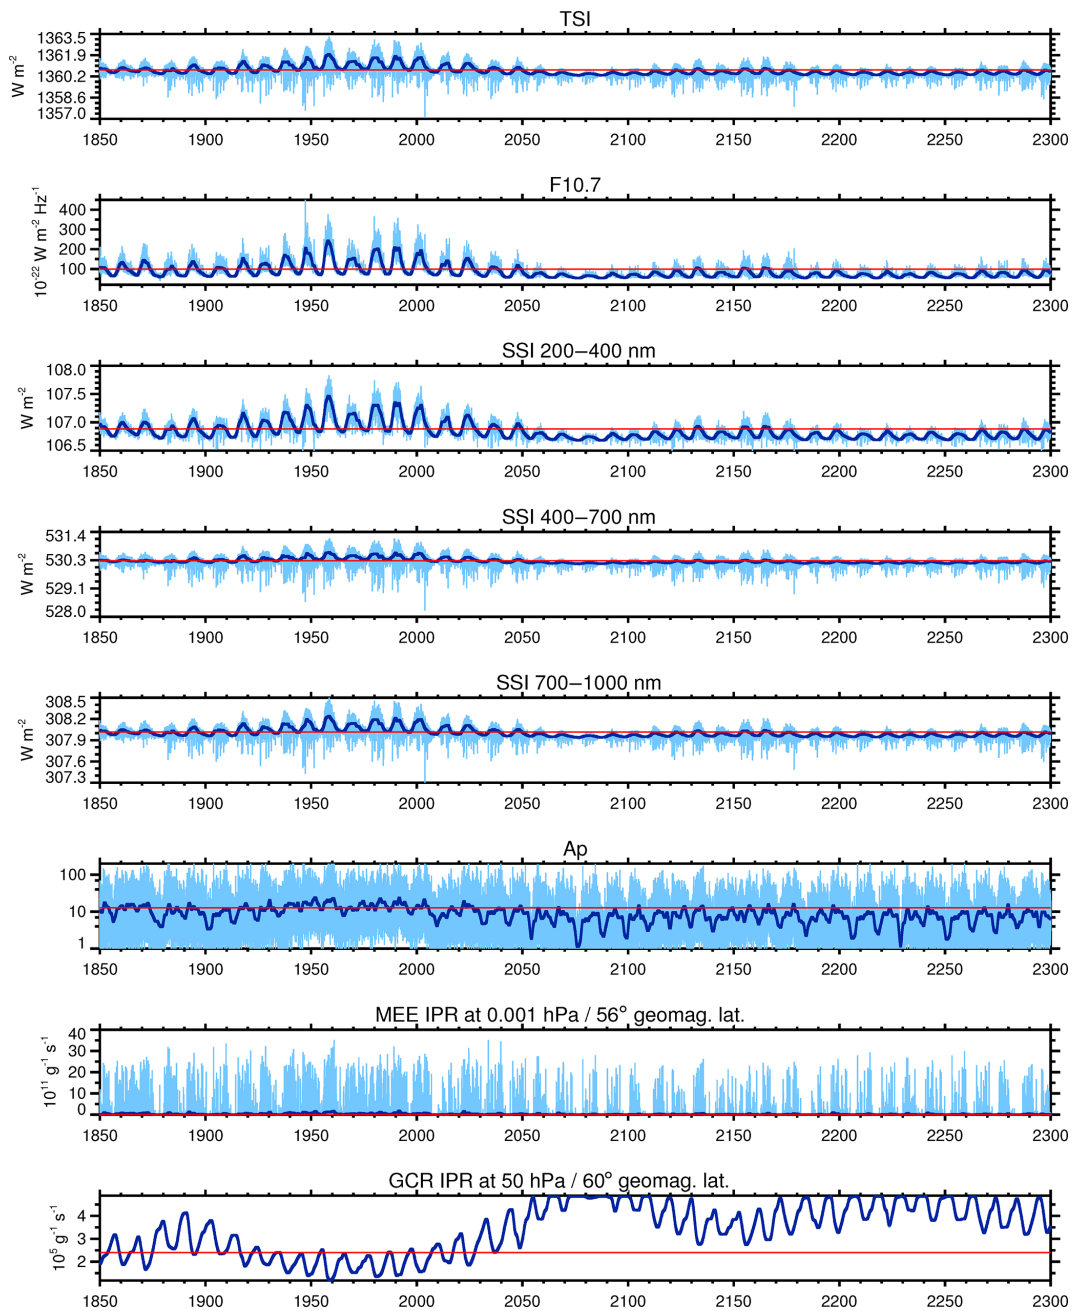 TSI
1363.5
1361.9
1360.2
1358.6
1357.0
W m-2
1850 1900 1950 2000 2050 2100 2150 2200 2250 2300
F10.7
400
300
200
100
10-22 W m-2 Hz-1
1850 1900 1950 2000 2050 2100 2150 2200 2250 2300
SSI 200−400 nm
108.0
107.5
107.0
106.5
W m-2
1850 1900 1950 2000 2050 2100 2150 2200 2250 2300
SSI 400−700 nm
531.4
530.3
529.1
528.0
W m-2
1850 1900 1950 2000 2050 2100 2150 2200 2250 2300
SSI 700−1000 nm
308.5
308.2
307.9
307.6
307.3
W m-2
1850 1900 1950 2000 2050 2100 2150 2200 2250 2300
Ap
100
10
1
1850 1900 1950 2000 2050 2100 2150 2200 2250 2300
MEE IPR at 0.001 hPa / 56° geomag. lat.
40
30
20
10
0
1011 g-1 s-1
1850 1900 1950 2000 2050 2100 2150 2200 2250 2300
GCR IPR at 50 hPa / 60° geomag. lat.
4
3
2
105 g-1 s-1
1850 1900 1950 2000 2050 2100 2150 2200 2250 2300